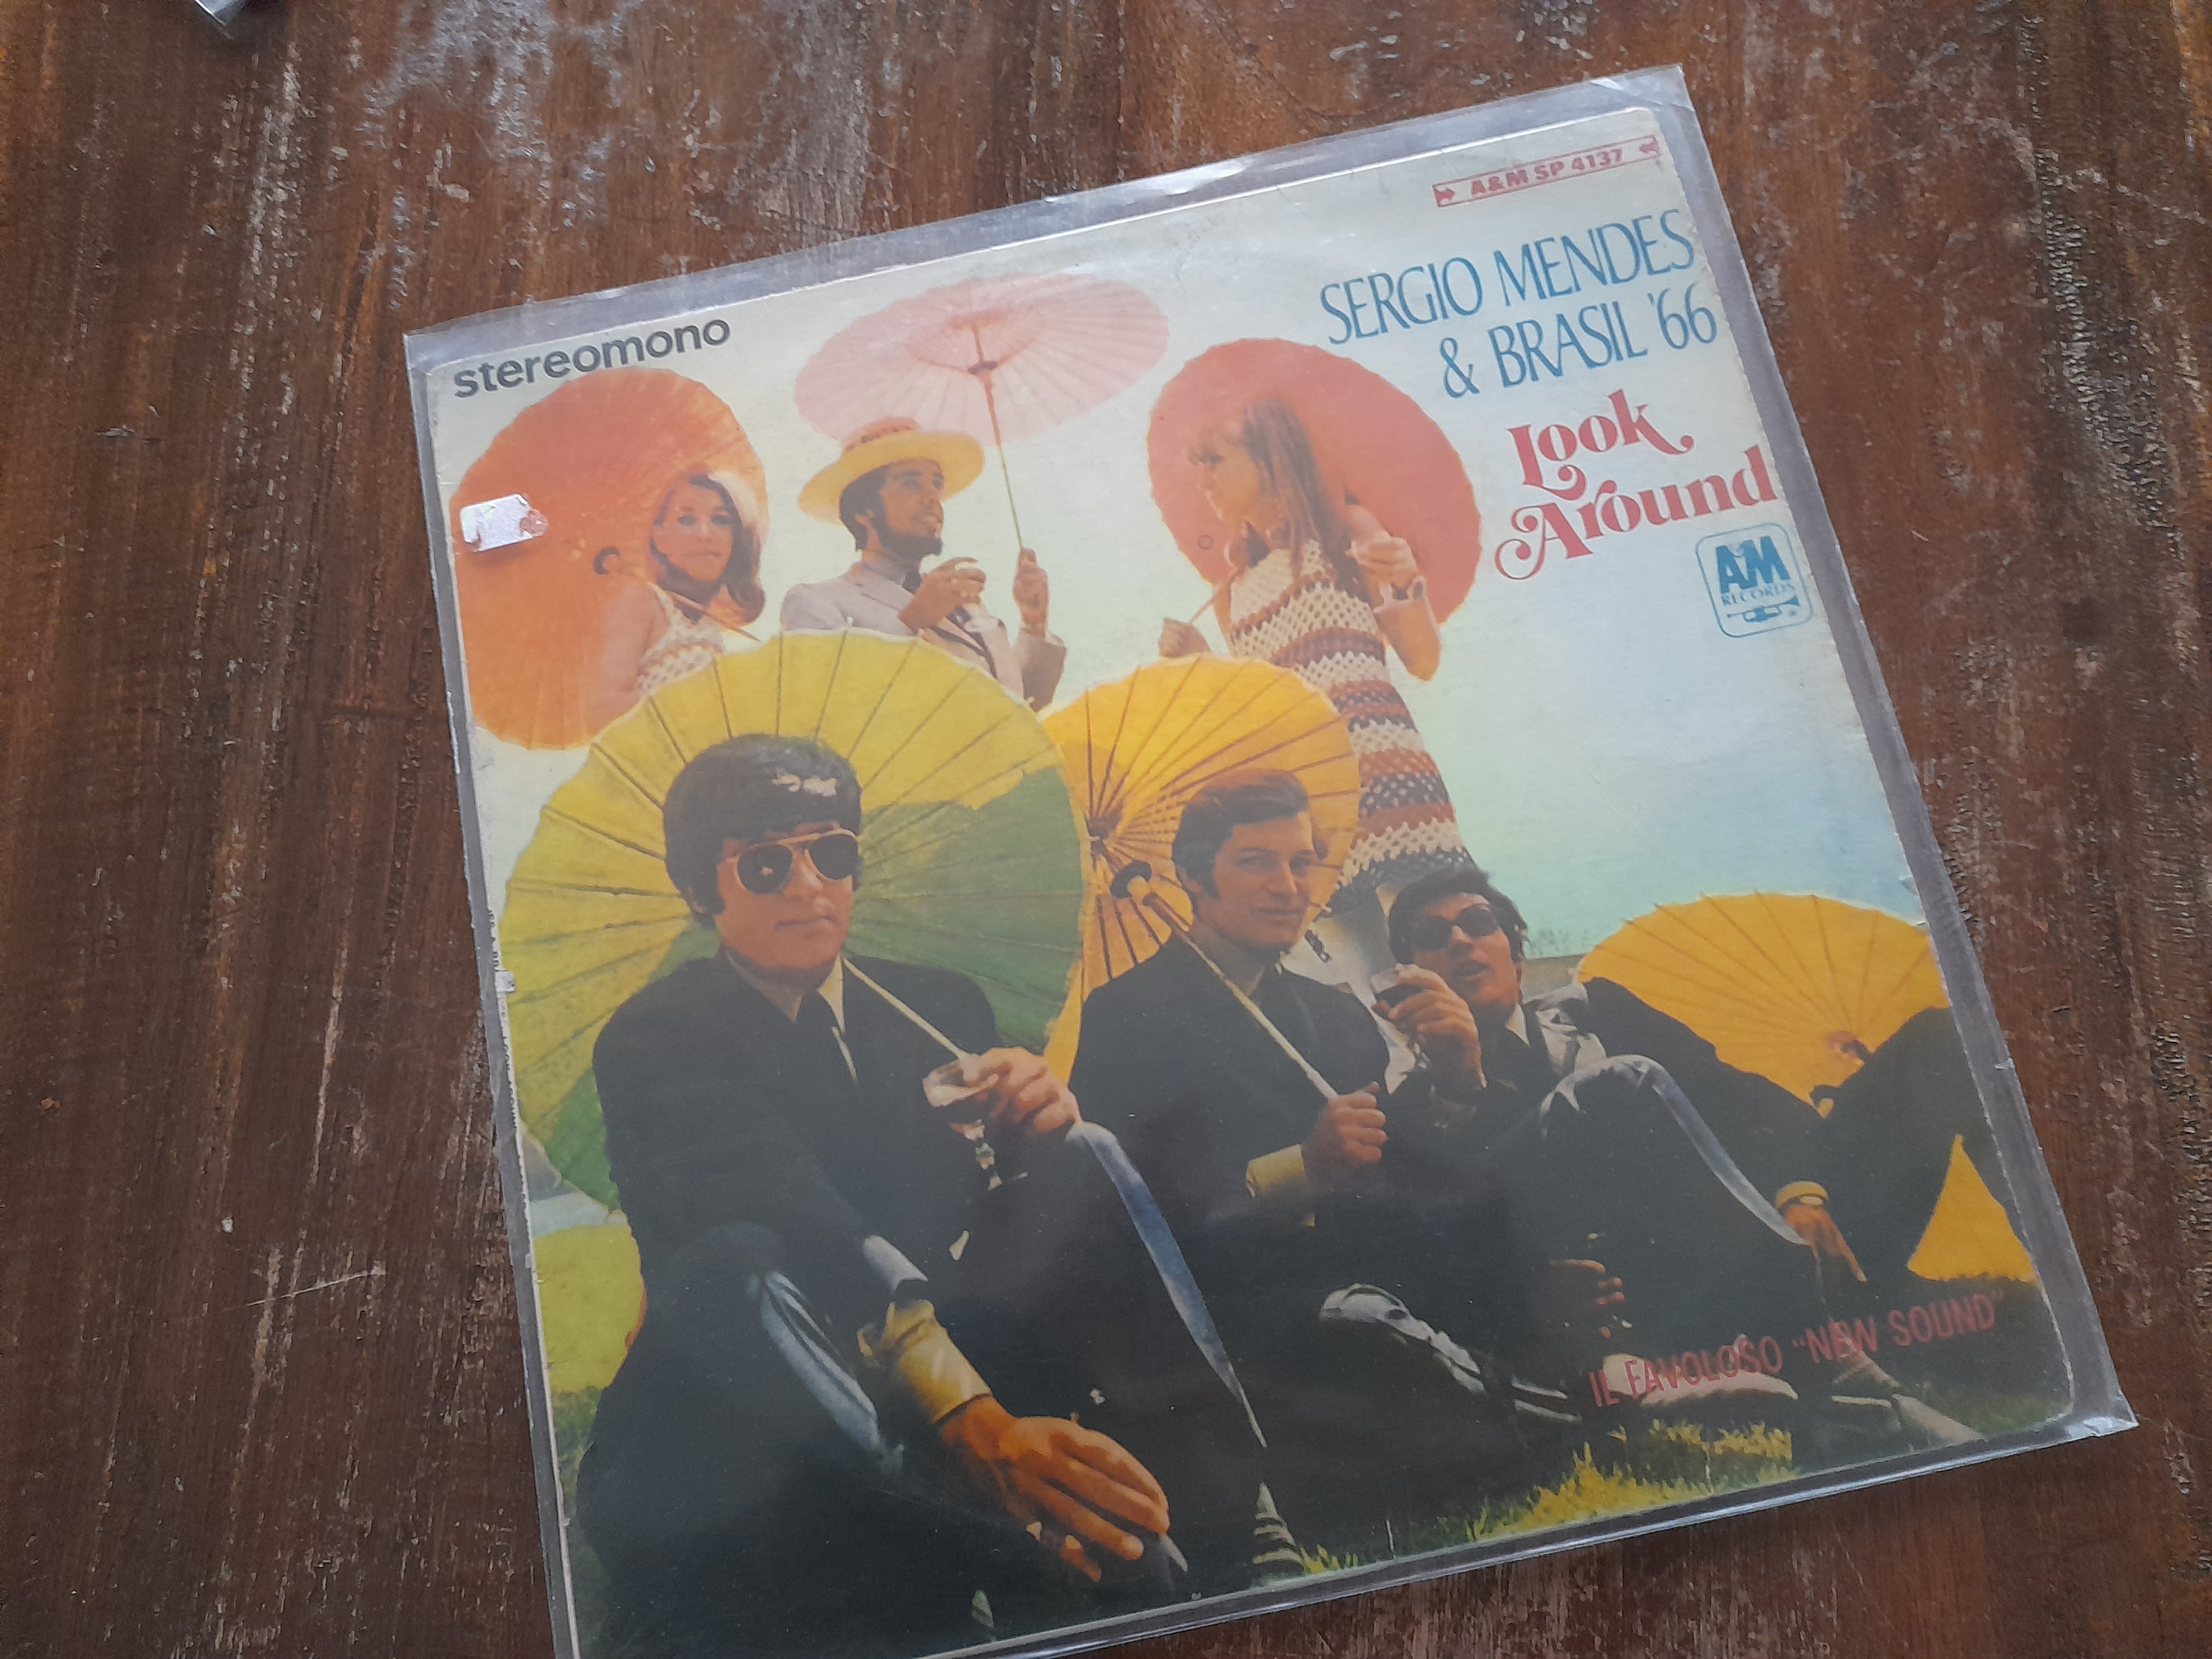 A&M SP 4137
stereomono
SERGIO MENDES
& BRASIL '66
Look
Around
A&M
RECORDS
IL FAVOLOSO "NEW SOUND"